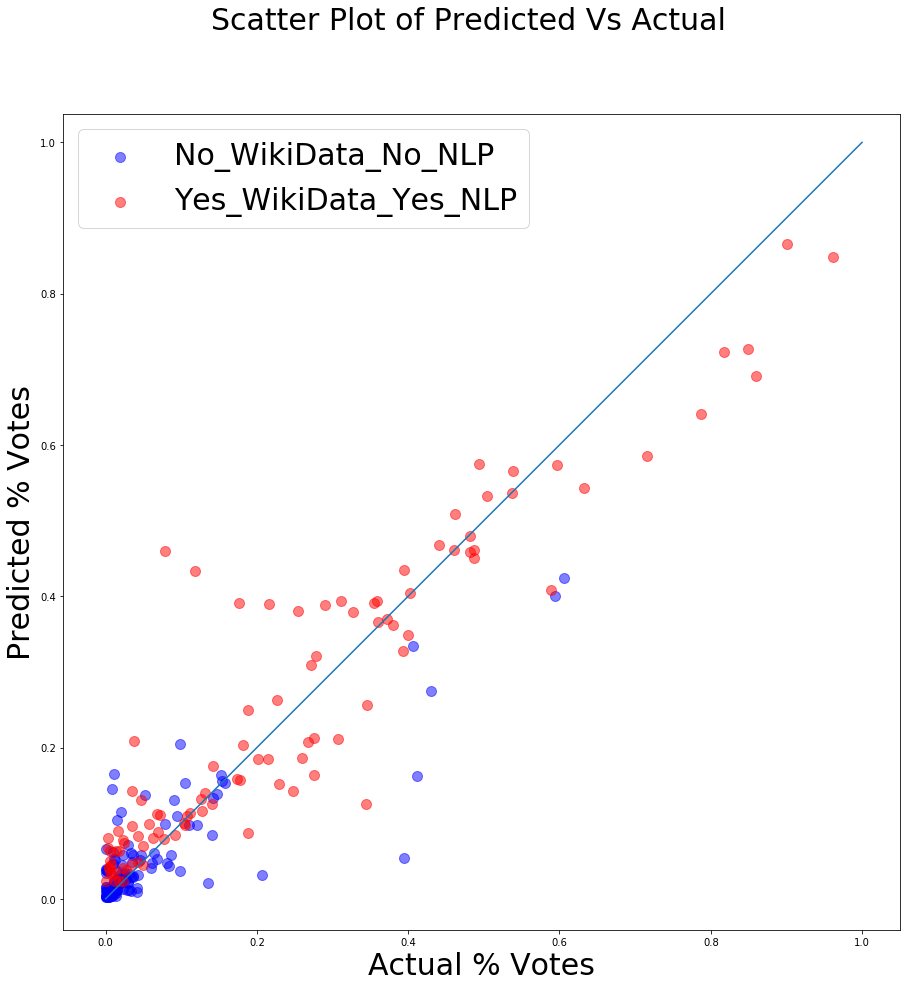 Scatter Plot of Predicted Vs Actual
No_WikiData_No_NLP
Yes_WikiData_Yes_NLP
1.0
0.8
0.6
0.4
0.2
0.0
Predicted % Votes
0.0 0.2 0.4 0.6 0.8 1.0
Actual % Votes